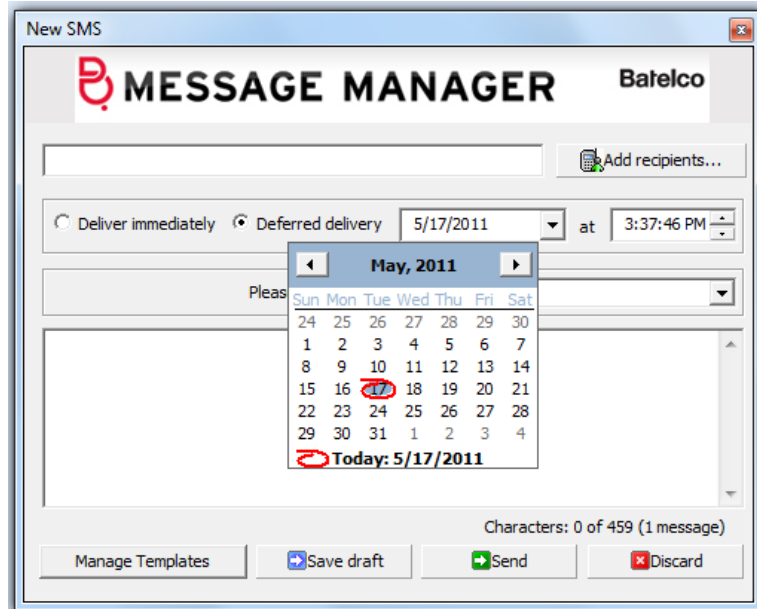 New SMS
MESSAGE MANAGER Batelco
Add recipients...
Deliver immediately Deferred delivery 5/17/2011 at 3:37:46 PM
May, 2011
Pleas
Sun Mon Tue Wed Thu Fri Sat
24 25 26 27 28 29 30
1 2 3 4 5 6 7
8 9 10 11 12 13 14
15 16 17 18 19 20 21
22 23 24 25 26 27 28
29 30 31 1 2 3 4
Today: 5/17/2011
Characters: 0 of 459 (1 message)
Manage Templates Save draft Send Discard